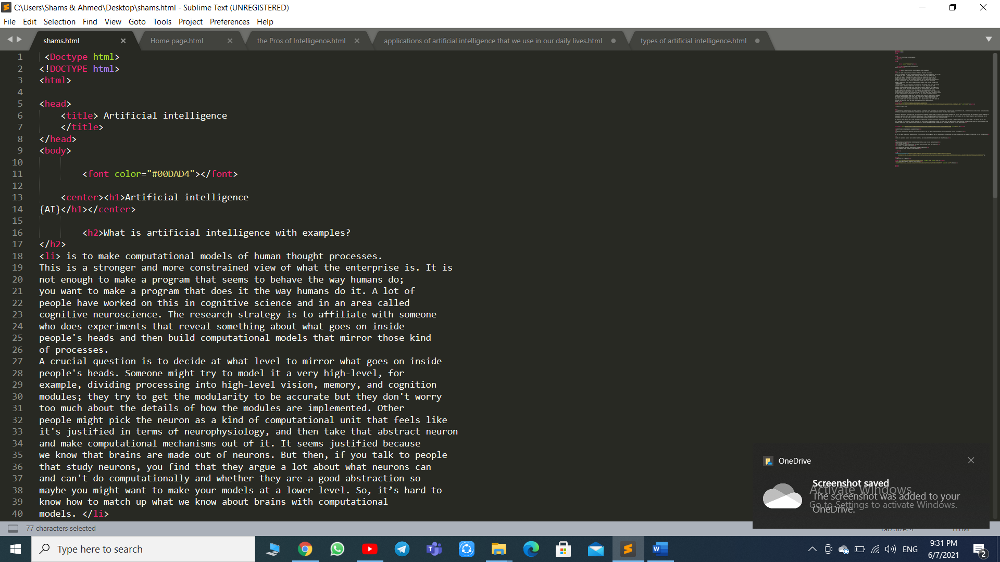 C:\Users\Shams & Ahmed\Desktop\shams.html - Sublime Text (UNREGISTERED)
File Edit Selection Find View Goto Tools Project Preferences Help
shams.html Home page.html the Pros of Intelligence.html applications of artificial intelligence that we use in our daily lives.html types of artificial intelligence.html
1 <Doctype html>
2 <!DOCTYPE html>
3 <html>
4
5 <head>
6 <title> Artificial intelligence
7 </title>
8 </head>
9 <body>
10
11 <font color="#00DAD4"></font>
12
13 <center><h1>Artificial intelligence
14 {AI}</h1></center>
15
16 <h2>What is artificial intelligence with examples?
17 </h2>
18 <li> is to make computational models of human thought processes.
19 This is a stronger and more constrained view of what the enterprise is. It is
20 not enough to make a program that seems to behave the way humans do;
21 you want to make a program that does it the way humans do it. A lot of
22 people have worked on this in cognitive science and in an area called
23 cognitive neuroscience. The research strategy is to affiliate with someone
24 who does experiments that reveal something about what goes on inside
25 people's heads and then build computational models that mirror those kind
26 of processes.
27 A crucial question is to decide at what level to mirror what goes on inside
28 people's heads. Someone might try to model it a very high-level, for
29 example, dividing processing into high-level vision, memory, and cognition
30 modules; they try to get the modularity to be accurate but they don't worry
31 too much about the details of how the modules are implemented. Other
32 people might pick the neuron as a kind of computational unit that feels like
33 it's justified in terms of neurophysiology, and then take that abstract neuron
34 and make computational mechanisms out of it. It seems justified because
35 we know that brains are made out of neurons. But then, if you talk to people
36 that study neurons, you find that they argue a lot about what neurons can
37 and can't do computationally and whether they are a good abstraction so
38 maybe you might want to make your models at a lower level. So, it’s hard to
39 know how to match up what we know about brains with computational
40 models. </li>
OneDrive
Screenshot saved
Activate Windows
The screenshot was added to your
Go to Settings to activate Windows.
OneDrive.
77 characters selected
Tab Size: 4 HTML
Type here to search
ENG
9:31 PM
6/7/2021
2